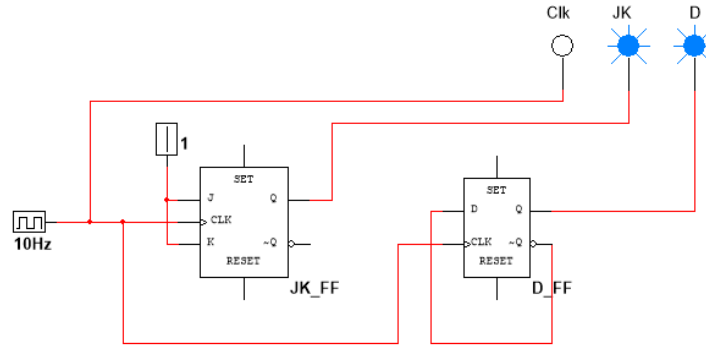 Clk JK D
1
SET
J Q
CLK
K ~Q
RESET
JK_FF
10Hz
SET
D Q
CLK ~Q
RESET
D_FF